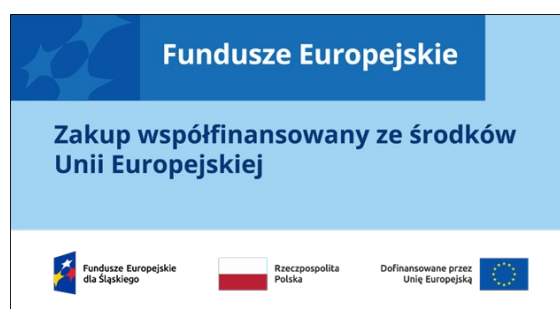 Fundusze Europejskie
Zakup współfinansowany ze środków
Unii Europejskiej
Fundusze Europejskie
dla Śląskiego
Rzeczpospolita
Polska
Dofinansowane przez
Unię Europejską